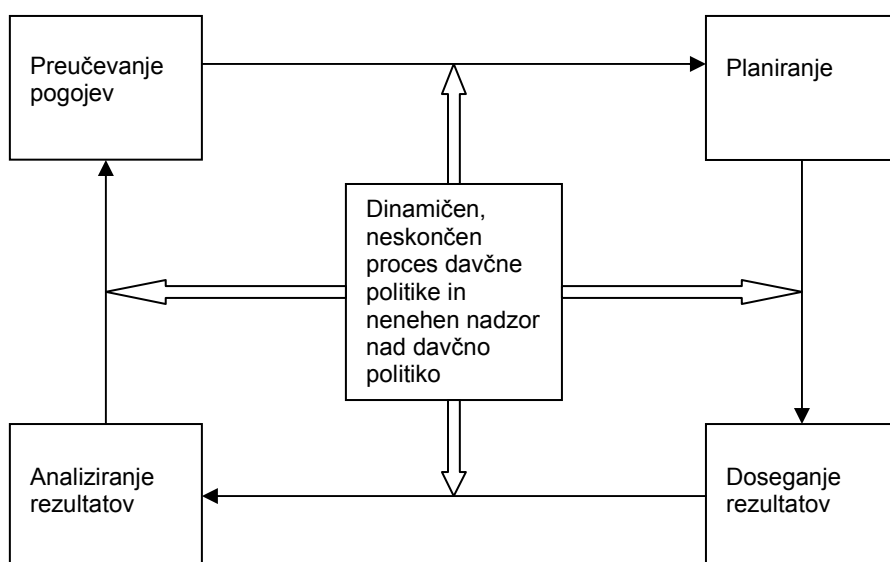 Preučevanje
pogojev
Planiranje
Dinamičen,
neskončen
proces davčne
politike in
nenehen nadzor
nad davčno
politiko
Analiziranje
rezultatov
Doseganje
rezultatov